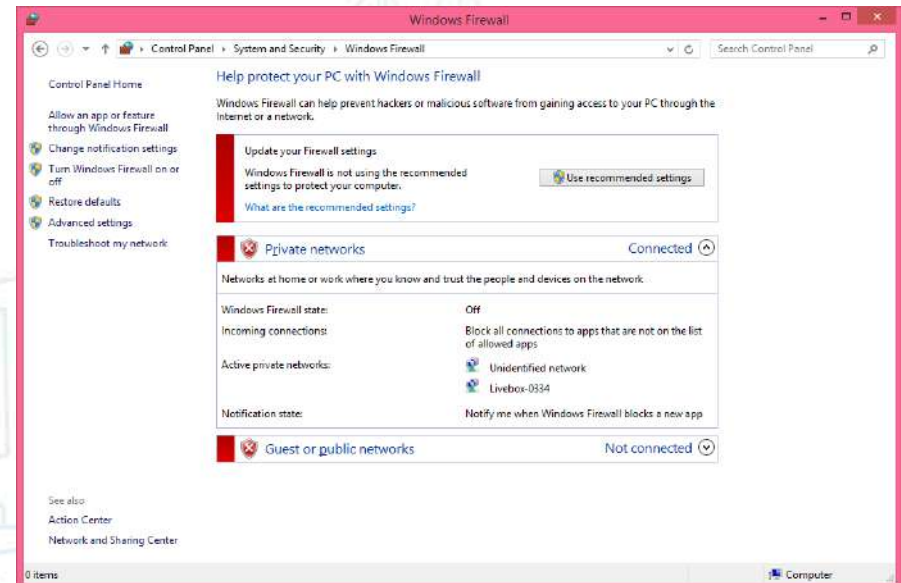 Windows Firewall
Control Panel › System and Security › Windows Firewall
Search Control Panel
Control Panel Home
Allow an app or feature
through Windows Firewall
Change notification settings
Turn Windows Firewall on or
off
Restore defaults
Advanced settings
Troubleshoot my network
See also
Action Center
Network and Sharing Center
Help protect your PC with Windows Firewall
Windows Firewall can help prevent hackers or malicious software from gaining access to your PC through the
Internet or a network.
Update your Firewall settings
Windows Firewall is not using the recommended
settings to protect your computer.
Use recommended settings
What are the recommended settings?
Private networks Connected
Networks at home or work where you know and trust the people and devices on the network
Windows Firewall state: Off
Incoming connections: Block all connections to apps that are not on the list
of allowed apps
Active private networks: Unidentified network
Livebox-0334
Notification state: Notify me when Windows Firewall blocks a new app
Guest or public networks Not connected
0 items Computer